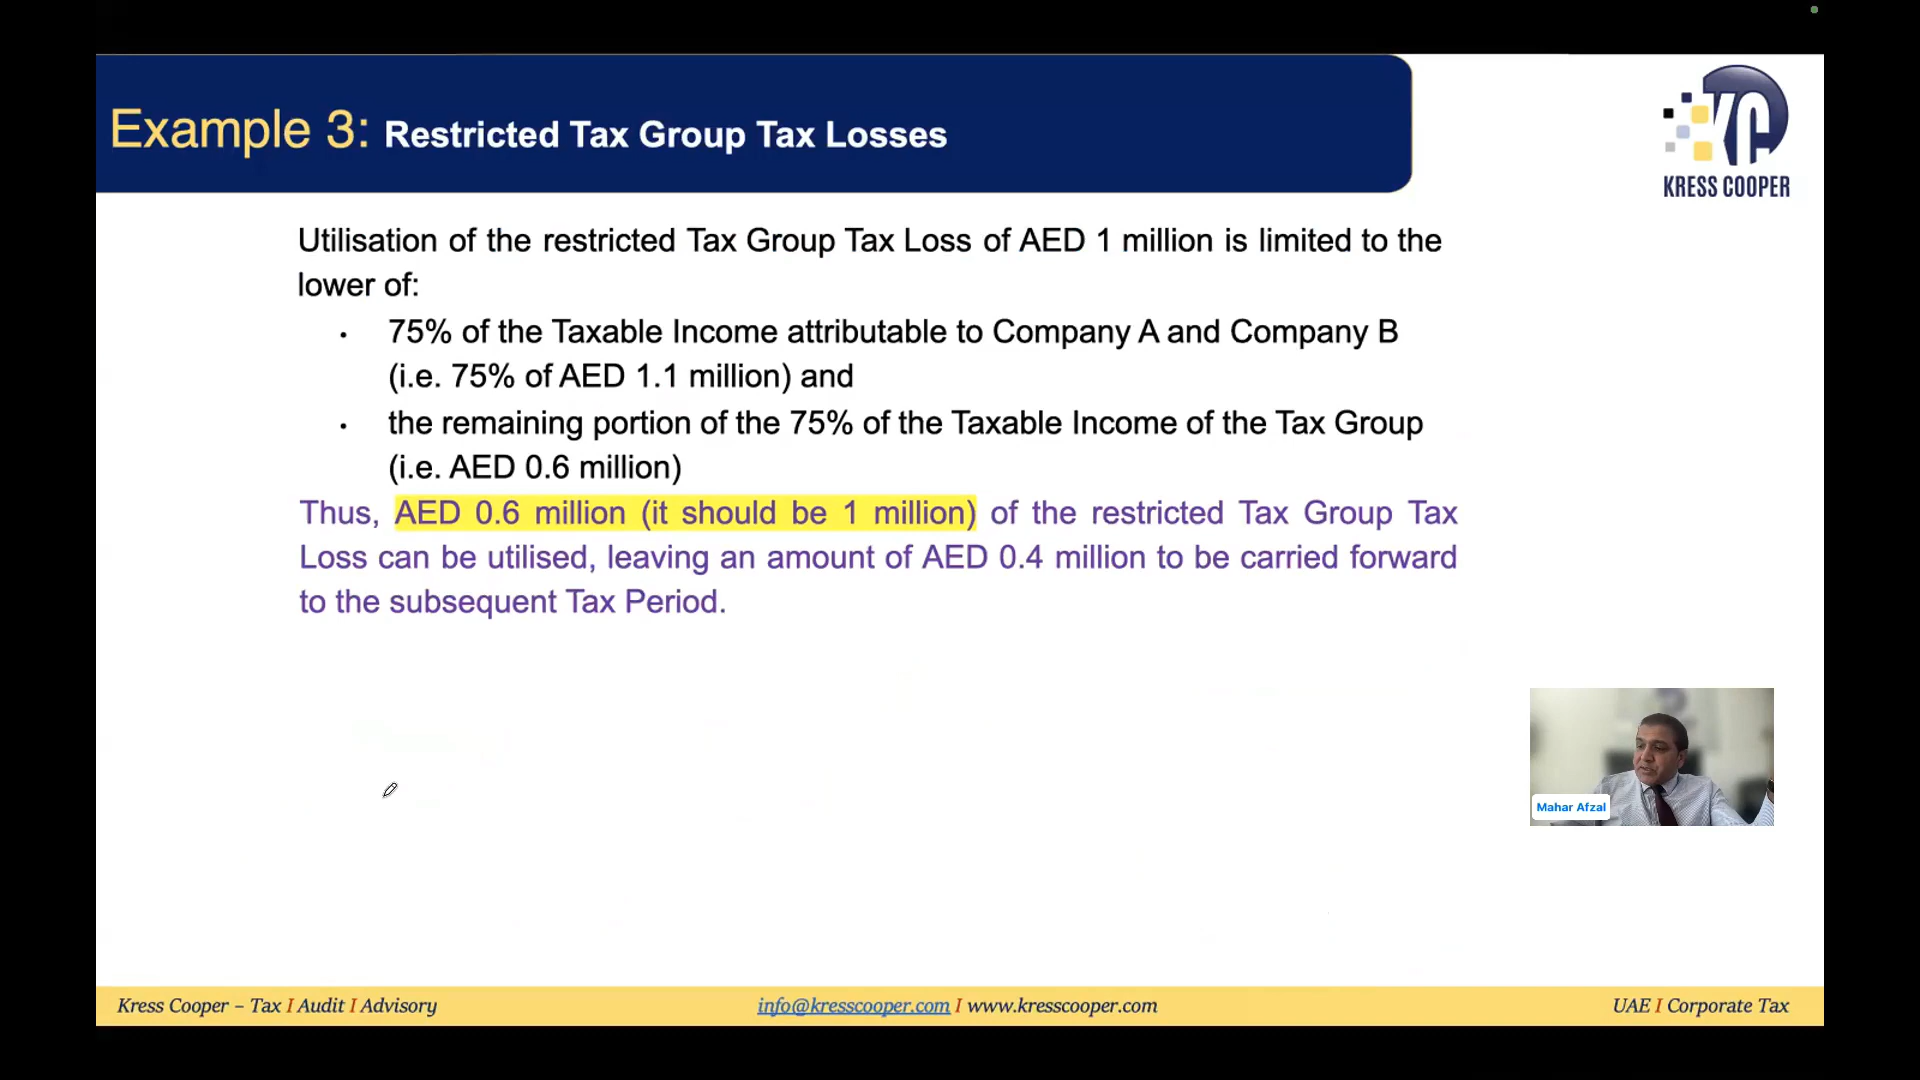 Example 3: Restricted Tax Group Tax Losses
KC
KRESS COOPER
Utilisation of the restricted Tax Group Tax Loss of AED 1 million is limited to the
lower of:
• 75% of the Taxable Income attributable to Company A and Company B
(i.e. 75% of AED 1.1 million) and
• the remaining portion of the 75% of the Taxable Income of the Tax Group
(i.e. AED 0.6 million)
Thus, AED 0.6 million (it should be 1 million) of the restricted Tax Group Tax
Loss can be utilised, leaving an amount of AED 0.4 million to be carried forward
to the subsequent Tax Period.
Mahar Afzal
Kress Cooper – Tax I Audit I Advisory
info@kresscooper.com I www.kresscooper.com
UAE I Corporate Tax